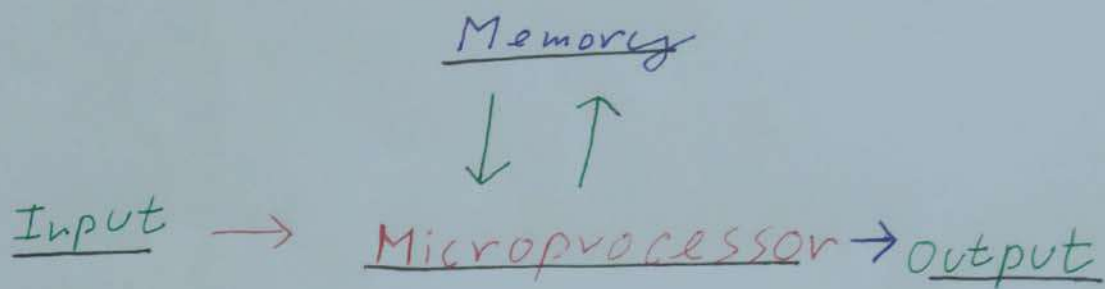 Memory
Input → Microprocessor → Output